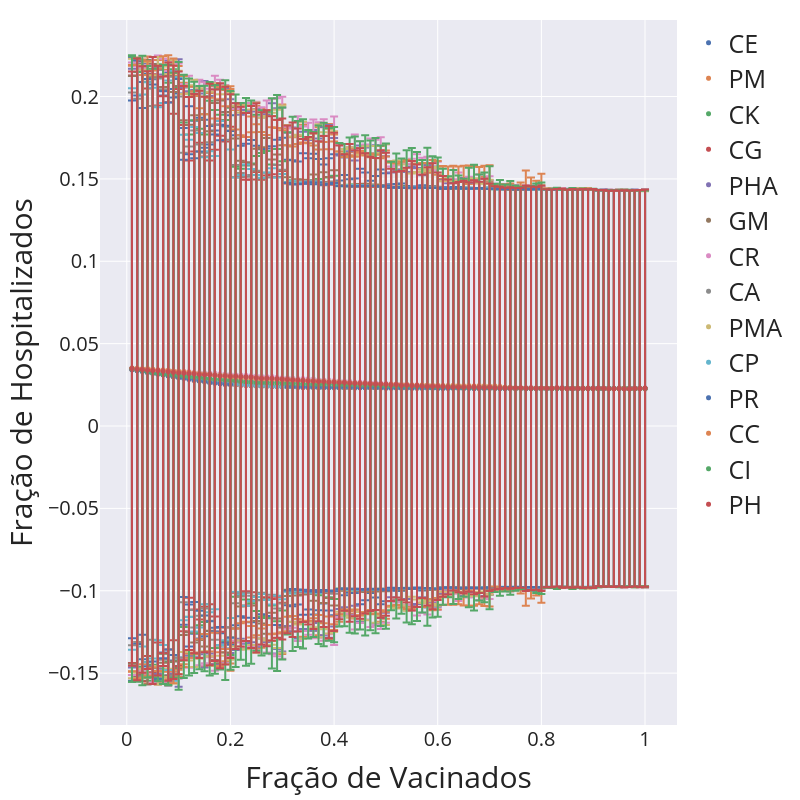 Fração de Hospitalizados
0.2
0.15
0.1
0.05
0
−0.05
−0.1
−0.15
0
0.2
0.4
0.6
0.8
1
Fração de Vacinados
CE
PM
CK
CG
PHA
GM
CR
CA
PMA
CP
PR
CC
CI
PH